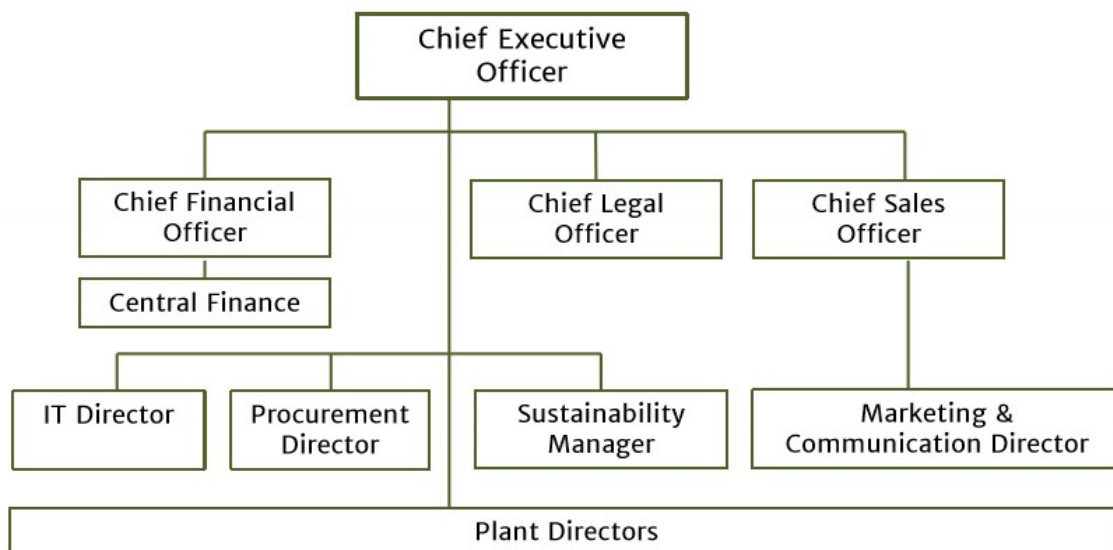 Chief Executive
Officer
Chief Financial
Officer
Chief Legal
Officer
Chief Sales
Officer
Central Finance
IT Director
Procurement
Director
Sustainability
Manager
Marketing &
Communication Director
Plant Directors